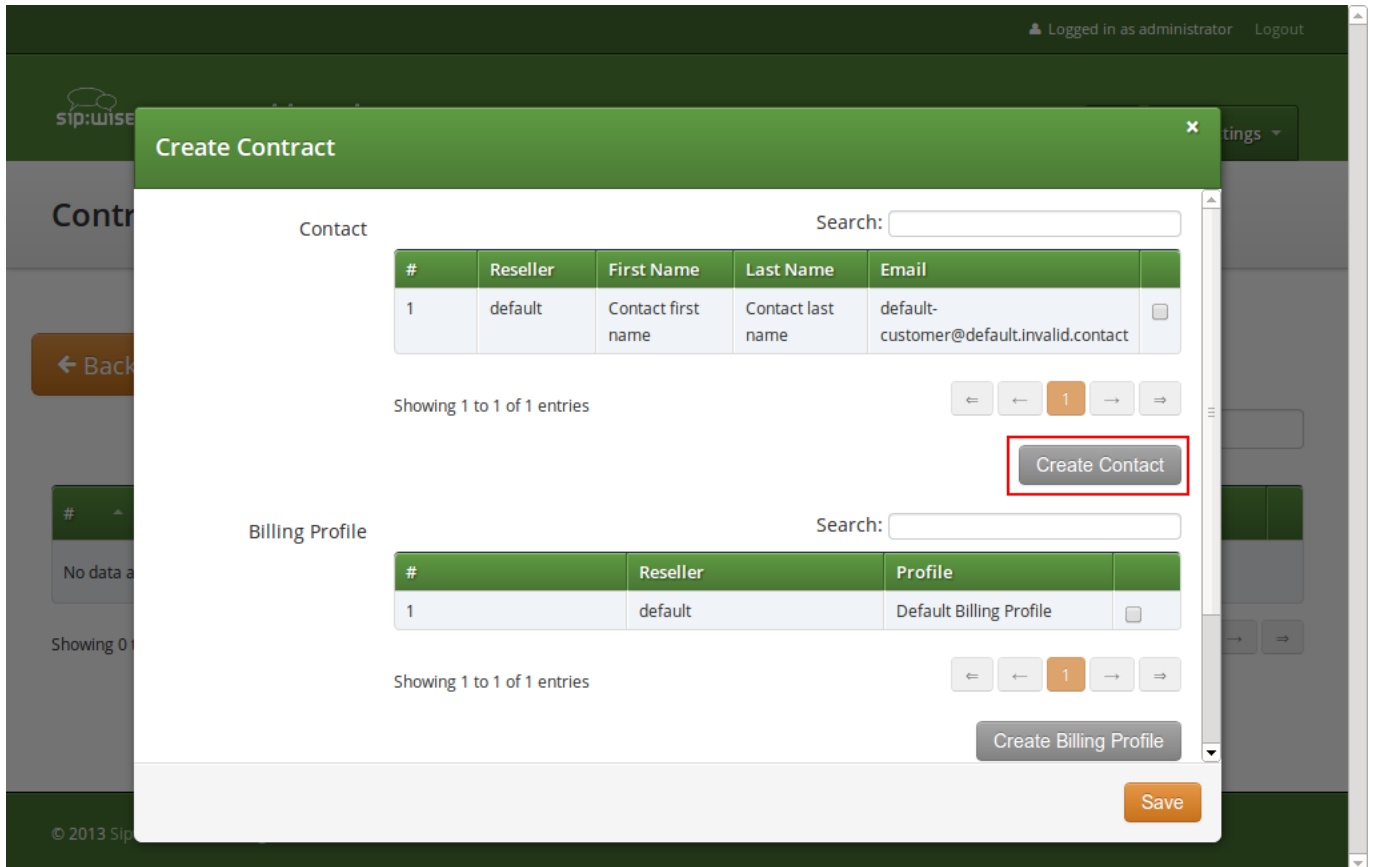 Logged in as administrator Logout
sip:wise
tings
Create Contract ×
Contr
Contact Search:
# Reseller First Name Last Name Email
1 default Contact first name Contact last name default-customer@default.invalid.contact
Back
Showing 1 to 1 of 1 entries ⇐ ← 1 → ⇒
Create Contact
Billing Profile Search:
#
# Reseller Profile
No data a
1 default Default Billing Profile
Showing 0 t
→ ⇒
Showing 1 to 1 of 1 entries ⇐ ← 1 → ⇒
Create Billing Profile
Save
© 2013 Sip